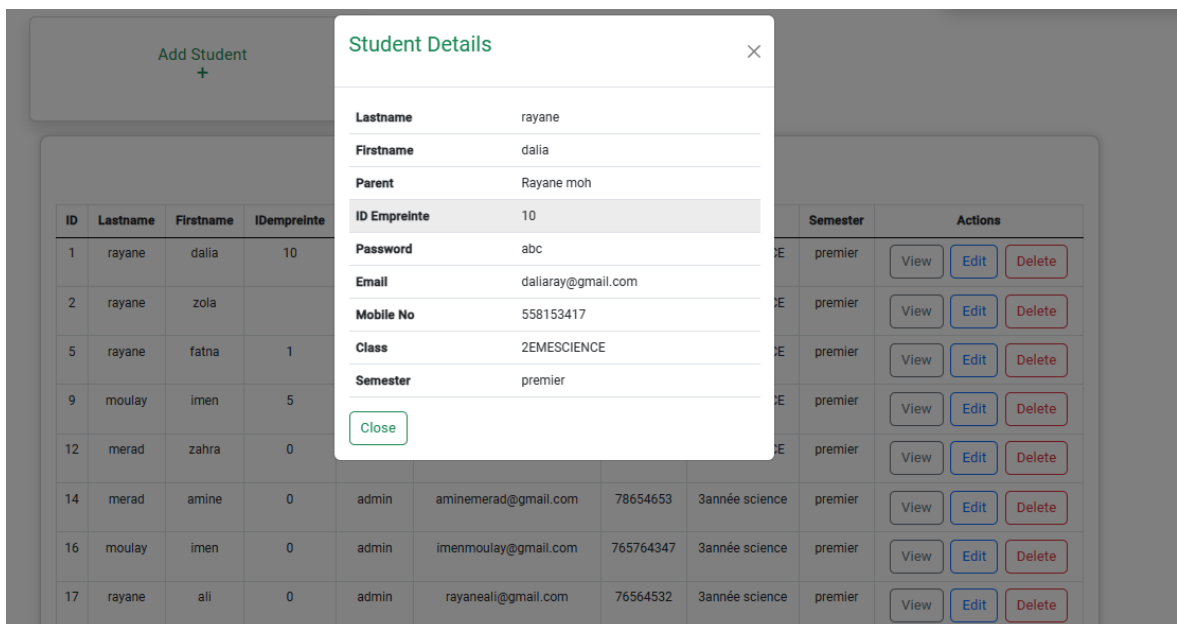 Add Student
+
Student Details
×
Lastname rayane
Firstname dalia
Parent Rayane moh
ID Empreinte 10
Password abc
Email daliaray@gmail.com
Mobile No 558153417
Class 2EMESCIENCE
Semester premier
Close
ID Lastname Firstname IDempreinte Semester Actions
1 rayane dalia 10 CE premier View Edit Delete
2 rayane zola CE premier View Edit Delete
5 rayane fatna 1 CE premier View Edit Delete
9 moulay imen 5 CE premier View Edit Delete
12 merad zahra 0 CE premier View Edit Delete
14 merad amine 0 admin aminemerad@gmail.com 78654653 3année science premier View Edit Delete
16 moulay imen 0 admin imenmoulay@gmail.com 765764347 3année science premier View Edit Delete
17 rayane ali 0 admin rayaneali@gmail.com 76564532 3année science premier View Edit Delete